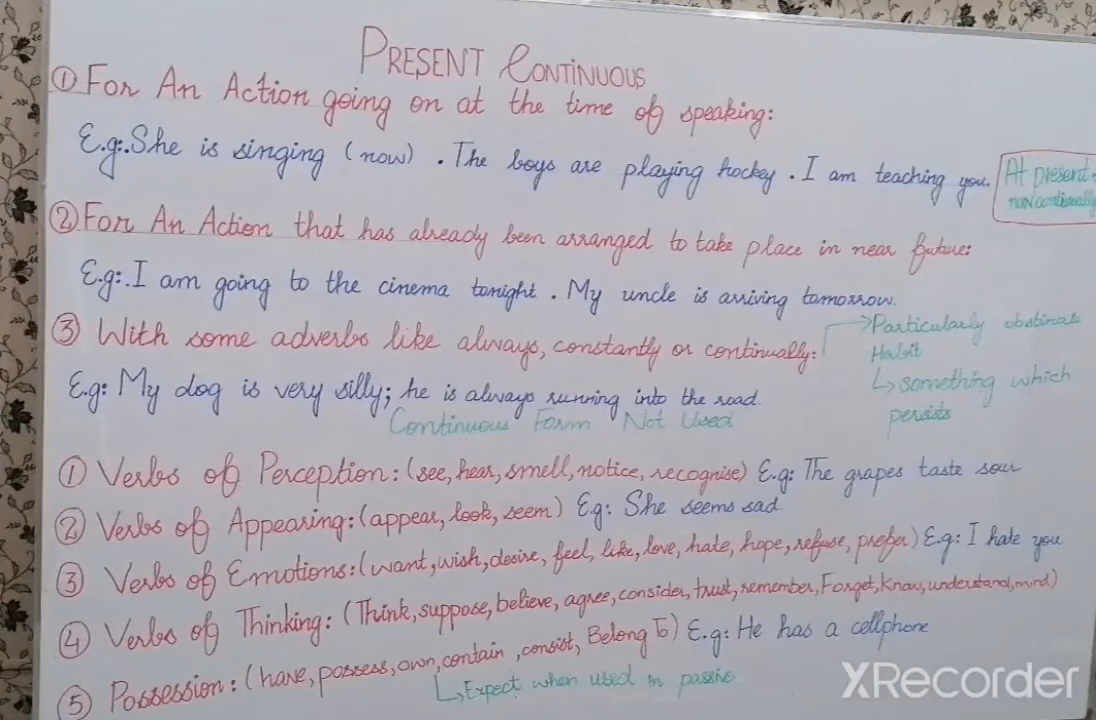 PRESENT CONTINUOUS
① For An Action going on at the time of speaking:
E.g:. She is singing (now) . The boys are playing hockey . I am teaching you.
At present -
non continually
② For An Action that has already been arranged to take place in near future:
E.g:. I am going to the cinema tonight . My uncle is arriving tomorrow.
③ With some adverbs like always, constantly or continually:
→ Particularly obstinate
Habit
↳ something which
persists
E.g: My dog is very silly; he is always running into the road.
Continuous Form Not Used
① Verbs of Perception: (see, hear, smell, notice, recognise) E.g: The grapes taste sour
② Verbs of Appearing: (appear, look, seem) E.g: She seems sad.
③ Verbs of Emotions: (want, wish, desire, feel, like, love, hate, hope, refuse, prefer) E.g: I hate you
④ Verbs of Thinking: (Think, suppose, believe, agree, consider, trust, remember, Forget, Know, understand, mind)
⑤ Possession: (have, possess, own, contain, consist, Belong To) E.g: He has a cellphone
↳ Expect when used in passive
XRecorder